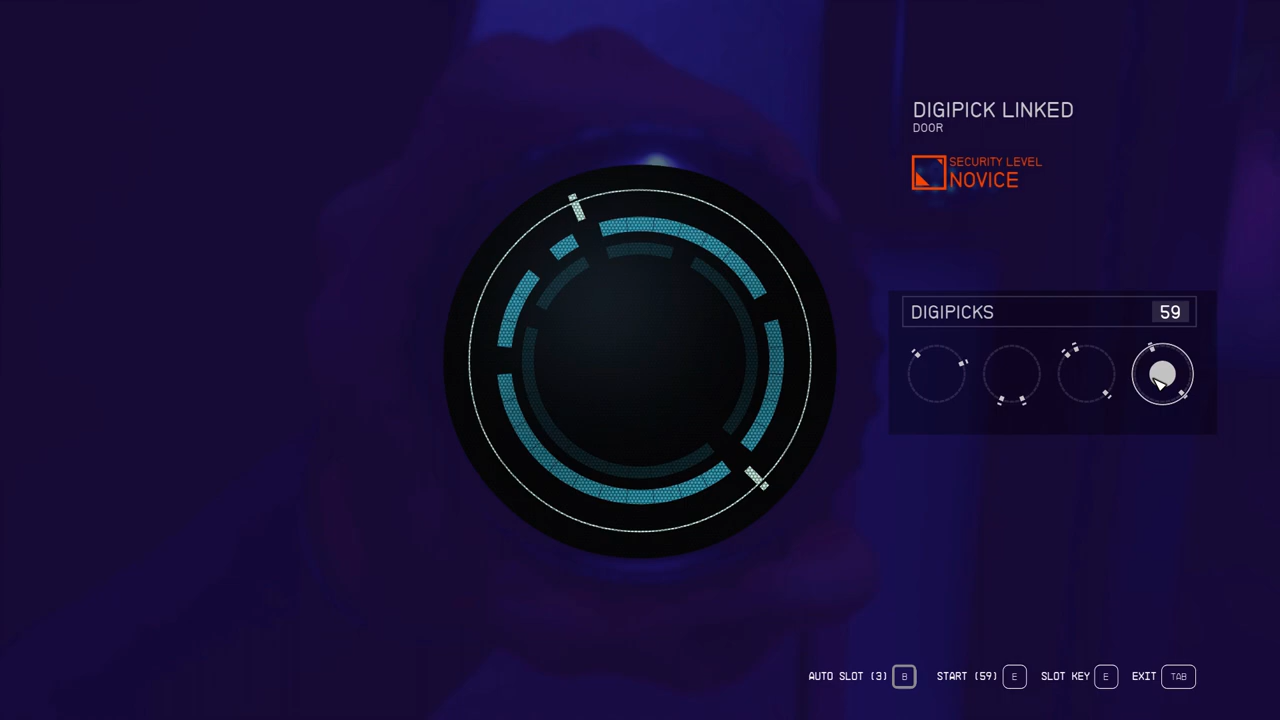 DIGIPICK LINKED
DOOR
SECURITY LEVEL
NOVICE
DIGIPICKS 59
AUTO SLOT (3) B START (59) E SLOT KEY E EXIT TAB